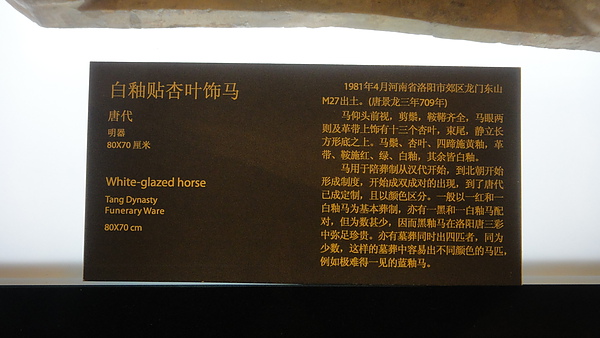 白釉贴杏叶饰马
唐代
明器
80X70 厘米
White-glazed horse
Tang Dynasty
Funerary Ware
80X70 cm
1981年4月河南省洛阳市郊区龙门东山
M27出土。(唐景龙三年709年)
马仰头前视，剪鬃，鞍鞯齐全，马眼两
则及革带上饰有十三个杏叶，束尾，静立长
方形底之上。马鬃、杏叶、四蹄施黄釉，革
带、鞍施红、绿、白釉，其余皆白釉。
马用于陪葬制从汉代开始，到北朝开始
形成制度，开始成双成对的出现，到了唐代
已成定制，且以颜色区分。一般以一红和一
白釉马为基本葬制，亦有一黑和一白釉马配
对，但为数甚少，因而黑釉马在洛阳唐三彩
中弥足珍贵。亦有墓葬同时出四匹者，同为
少数，这样的墓葬中容易出不同颜色的马匹，
例如极难得一见的蓝釉马。